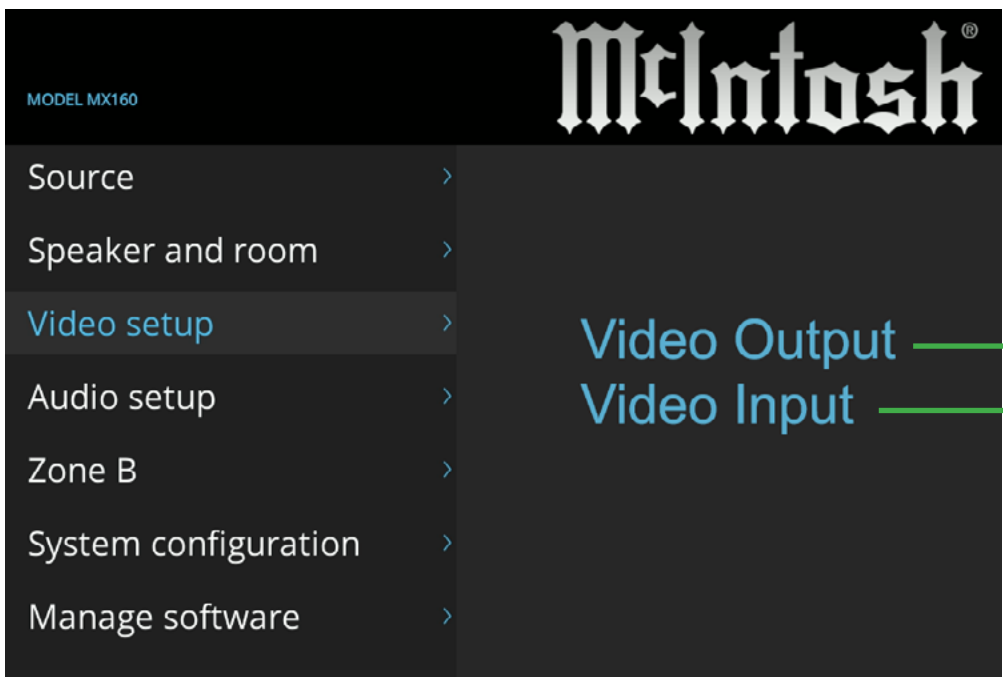 McIntosh®
MODEL MX160
Source
Speaker and room
Video setup
Audio setup
Zone B
System configuration
Manage software
Video Output
Video Input